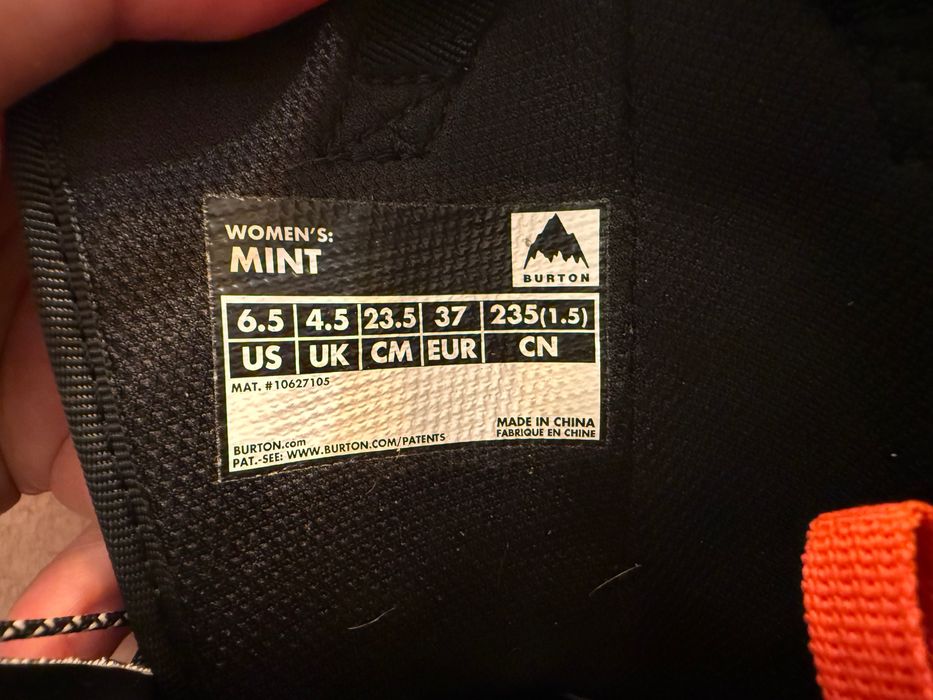 WOMEN'S:
MINT
BURTON
6.5 4.5 23.5 37 235(1.5)
US UK CM EUR CN
MAT. #10627105
MADE IN CHINA
FABRIQUE EN CHINE
BURTON.com
PAT.-SEE: WWW.BURTON.COM/PATENTS